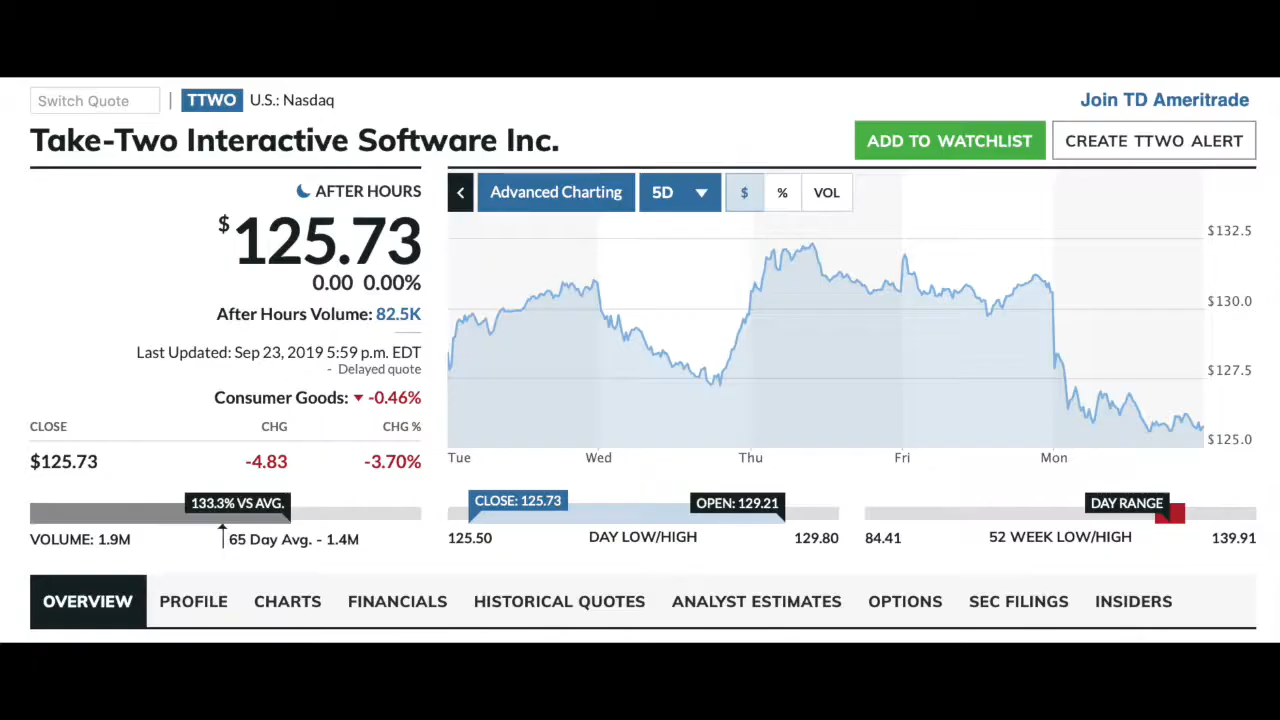 Switch Quote | TTWO U.S.: Nasdaq Join TD Ameritrade
Take-Two Interactive Software Inc. ADD TO WATCHLIST CREATE TTWO ALERT
AFTER HOURS
$125.73
0.00 0.00%
After Hours Volume: 82.5K
Last Updated: Sep 23, 2019 5:59 p.m. EDT
- Delayed quote
Consumer Goods: -0.46%
CLOSE CHG CHG %
$125.73 -4.83 -3.70%
Advanced Charting 5D $ % VOL
$132.5
$130.0
$127.5
$125.0
Tue Wed Thu Fri Mon
133.3% VS AVG.
VOLUME: 1.9M 65 Day Avg. - 1.4M
CLOSE: 125.73 OPEN: 129.21
125.50 DAY LOW/HIGH 129.80
DAY RANGE
84.41 52 WEEK LOW/HIGH 139.91
OVERVIEW PROFILE CHARTS FINANCIALS HISTORICAL QUOTES ANALYST ESTIMATES OPTIONS SEC FILINGS INSIDERS